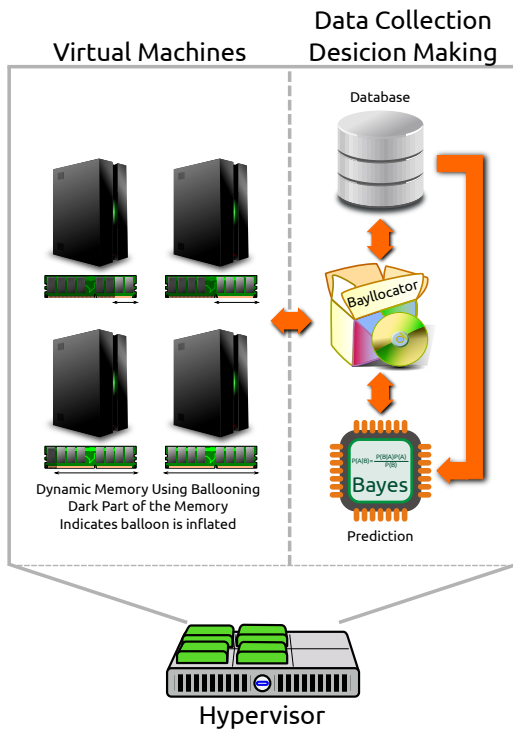 Virtual Machines
Data Collection
Desicion Making
Database
Bayllocator
P(A|B)=P(B|A)P(A)
P(B)
Bayes
Prediction
Dynamic Memory Using Ballooning
Dark Part of the Memory
Indicates balloon is inflated
Hypervisor